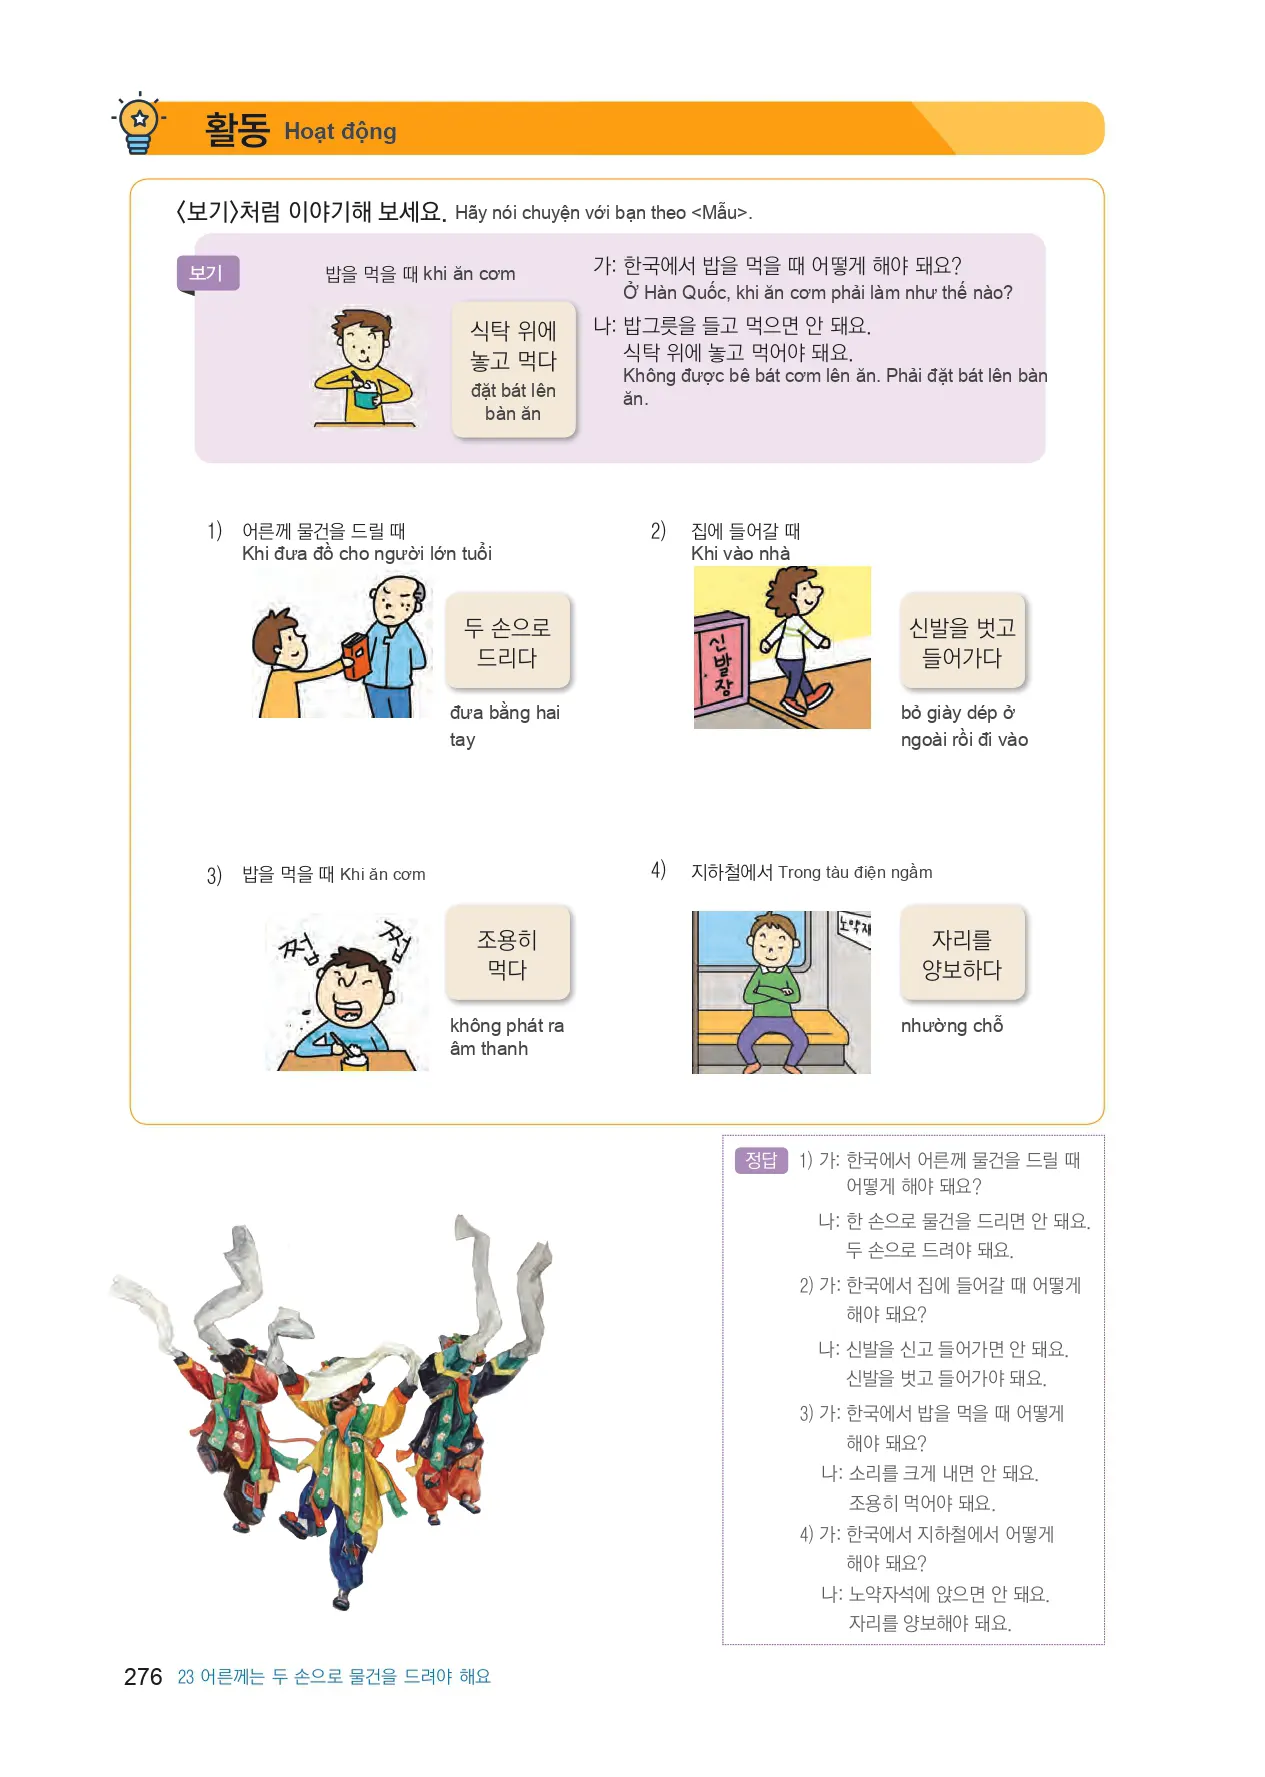 활동 Hoạt động
<보기>처럼 이야기해 보세요. Hãy nói chuyện với bạn theo <Mẫu>.
보기
밥을 먹을 때 khi ăn cơm
식탁 위에
놓고 먹다
đặt bát lên
bàn ăn
가: 한국에서 밥을 먹을 때 어떻게 해야 돼요?
Ở Hàn Quốc, khi ăn cơm phải làm như thế nào?
나: 밥그릇을 들고 먹으면 안 돼요.
식탁 위에 놓고 먹어야 돼요.
Không được bê bát cơm lên ăn. Phải đặt bát lên bàn
ăn.
1) 어른께 물건을 드릴 때
Khi đưa đồ cho người lớn tuổi
두 손으로
드리다
đưa bằng hai
tay
2) 집에 들어갈 때
Khi vào nhà
신발장
신발을 벗고
들어가다
bỏ giày dép ở
ngoài rồi đi vào
3) 밥을 먹을 때 Khi ăn cơm
쩝 쩝
조용히
먹다
không phát ra
âm thanh
4) 지하철에서 Trong tàu điện ngầm
노약자
자리를
양보하다
nhường chỗ
정답
1) 가: 한국에서 어른께 물건을 드릴 때
어떻게 해야 돼요?
나: 한 손으로 물건을 드리면 안 돼요.
두 손으로 드려야 돼요.
2) 가: 한국에서 집에 들어갈 때 어떻게
해야 돼요?
나: 신발을 신고 들어가면 안 돼요.
신발을 벗고 들어가야 돼요.
3) 가: 한국에서 밥을 먹을 때 어떻게
해야 돼요?
나: 소리를 크게 내면 안 돼요.
조용히 먹어야 돼요.
4) 가: 한국에서 지하철에서 어떻게
해야 돼요?
나: 노약자석에 앉으면 안 돼요.
자리를 양보해야 돼요.
276 23 어른께는 두 손으로 물건을 드려야 해요